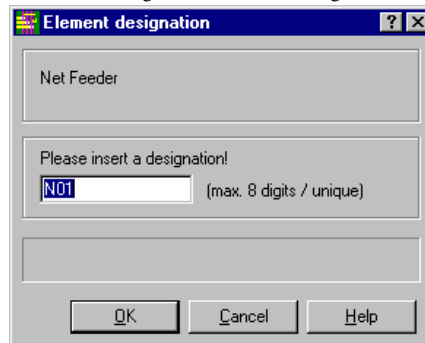 Element designation
Net Feeder
Please insert a designation!
N01 (max. 8 digits / unique)
OK Cancel Help